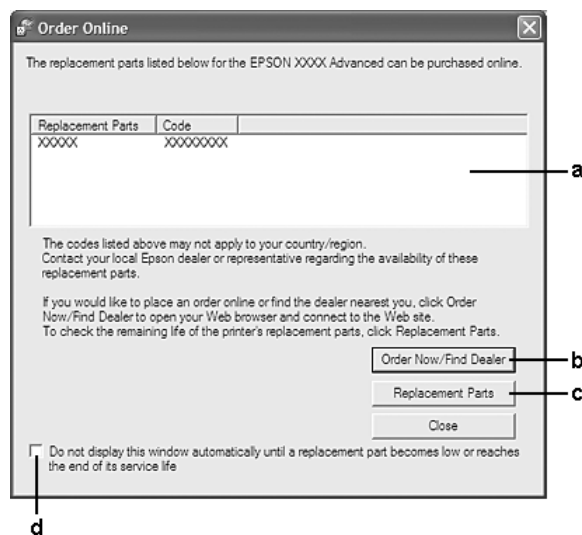 Order Online
The replacement parts listed below for the EPSON XXXX Advanced can be purchased online.
Replacement Parts Code
XXXXX XXXXXXXX
a
The codes listed above may not apply to your country/region.
Contact your local Epson dealer or representative regarding the availability of these
replacement parts.
If you would like to place an order online or find the dealer nearest you, click Order
Now/Find Dealer to open your Web browser and connect to the Web site.
To check the remaining life of the printer's replacement parts, click Replacement Parts.
Order Now/Find Dealer
b
Replacement Parts
c
Close
Do not display this window automatically until a replacement part becomes low or reaches
the end of its service life
d